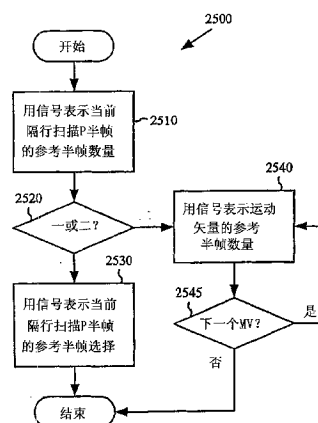 2500
开始
用信号表示当前
隔行扫描P半帧
的参考半帧数量
2510
2520
一或二?
2530
用信号表示当前
隔行扫描P半帧
的参考半帧选择
结束
2540
用信号表示运动
矢量的参考
半帧数量
2545
下一个MV?
是
否